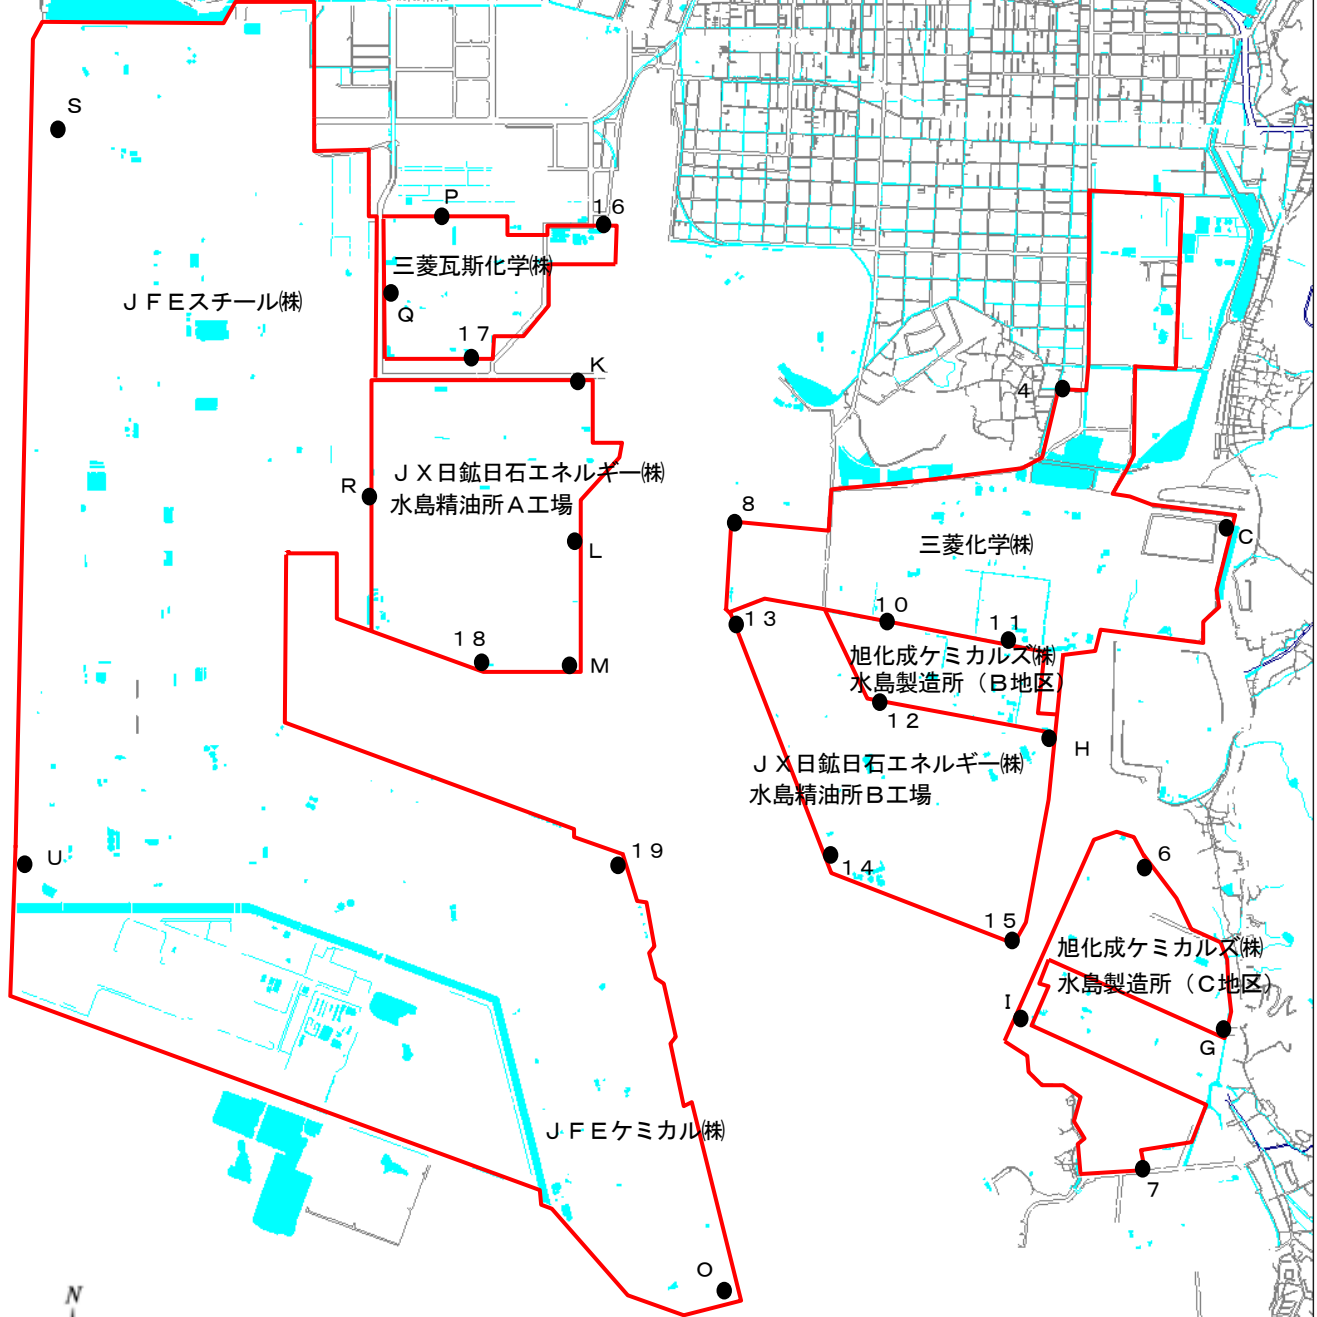 S
P
１６
三菱瓦斯化学㈱
ＪＦＥスチール㈱
Q
１７
K
４
ＪＸ日鉱日石エネルギー㈱
水島精油所Ａ工場
R
８
C
L
三菱化学㈱
１０
１３
１１
１８
M
旭化成ケミカルズ㈱
水島製造所（Ｂ地区）
１２
H
ＪＸ日鉱日石エネルギー㈱
水島精油所Ｂ工場
U
１９
１４
６
１５
旭化成ケミカルズ㈱
水島製造所（Ｃ地区）
I
G
ＪＦＥケミカル㈱
７
O
N